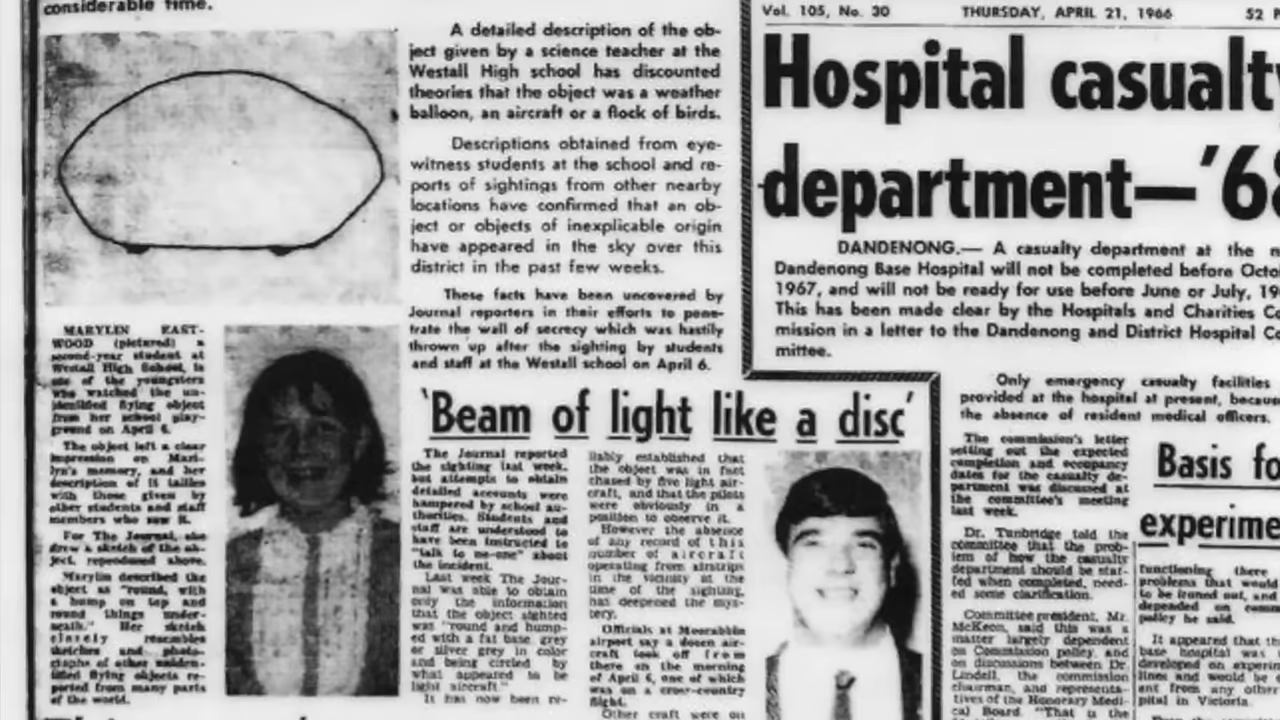 considerable time.
A detailed description of the ob-
ject given by a science teacher at the
Westall High school has discounted
theories that the object was a weather
balloon, an aircraft or a flock of birds.
Descriptions obtained from eye-
witness students at the school and re-
ports of sightings from other nearby
locations have confirmed that an ob-
ject or objects of inexplicable origin
have appeared in the sky over this
district in the past few weeks.
These facts have been uncovered by
Journal reporters in their efforts to pene-
trate the wall of secrecy which was hastily
thrown up after the sighting by students
and staff at the Westall school on April 6.
MARYLIN EAST-
WOOD (pictured) a
second-year student at
Westall High School, is
one of the youngsters
who watched the un-
identified flying object
from her school play-
ground on April 6.
The object left a clear
impression on Mari-
lyn's memory, and her
description of it tallies
with those given by
other students and staff
members who saw it.
For The Journal, she
drew a sketch of the ob-
ject, reproduced above.
Marylin described the
object as "round, with
a hump on top and
round things under-
neath." Her sketch
closely resembles
sketches and photo-
graphs of other uniden-
tified flying objects re-
ported from many parts
of the world.
'Beam of light like a disc'
The Journal reported
the sighting last week,
but attempts to obtain
detailed accounts were
hampered by school au-
thorities. Students and
staff are understood to
have been instructed to
"talk to no-one" about
the incident.
Last week The Jour-
nal was able to obtain
only the information
that the object sighted
was "round and hump-
ed with a flat base grey
or silver grey in color
and being circled by
what appeared to be
light aircraft."
It has now been re-
liably established that
the object was in fact
chased by five light air-
craft, and that the pilots
were obviously in a
position to observe it.
However the absence
of any record of this
number of aircraft
operating from airstrips
in the vicinity at the
time of the sighting,
has deepened the mys-
tery.
Officials at Moorabbin
airport say a dozen air-
craft took off from
there on the morning
of April 6, one of which
was on a cross-country
flight.
Other craft were on
Vol. 105, No. 30 THURSDAY, APRIL 21, 1966 52
Hospital casualty
department—'68
DANDENONG.— A casualty department at the
Dandenong Base Hospital will not be completed before Octo
1967, and will not be ready for use before June or July, 19
This has been made clear by the Hospitals and Charities Co
mission in a letter to the Dandenong and District Hospital Co
mittee.
Only emergency casualty facilities
provided at the hospital at present, becaus
the absence of resident medical officers.
The commission's letter
setting out the expected
completion and occupancy
dates for the casualty de-
partment was discussed at
the committee's meeting
last week.
Dr. Tunbridge told the
committee that the prob-
lem of how the casualty
department should be staf-
fed when completed, need-
ed some clarification.
Committee president, Mr.
McKeon, said this was a
matter largely dependent
on Commission policy, and
on discussions between Dr.
Lindell, the commission
chairman, and representa-
tives of the Honorary Medi-
cal Board. "That is the
Basis fo
experime
functioning there
problems that would
to be ironed out, and
depended on comm
policy he said.
It appeared that th
base hospital was
developed on experim
lines and would be
ent from any other
pital in Victoria.